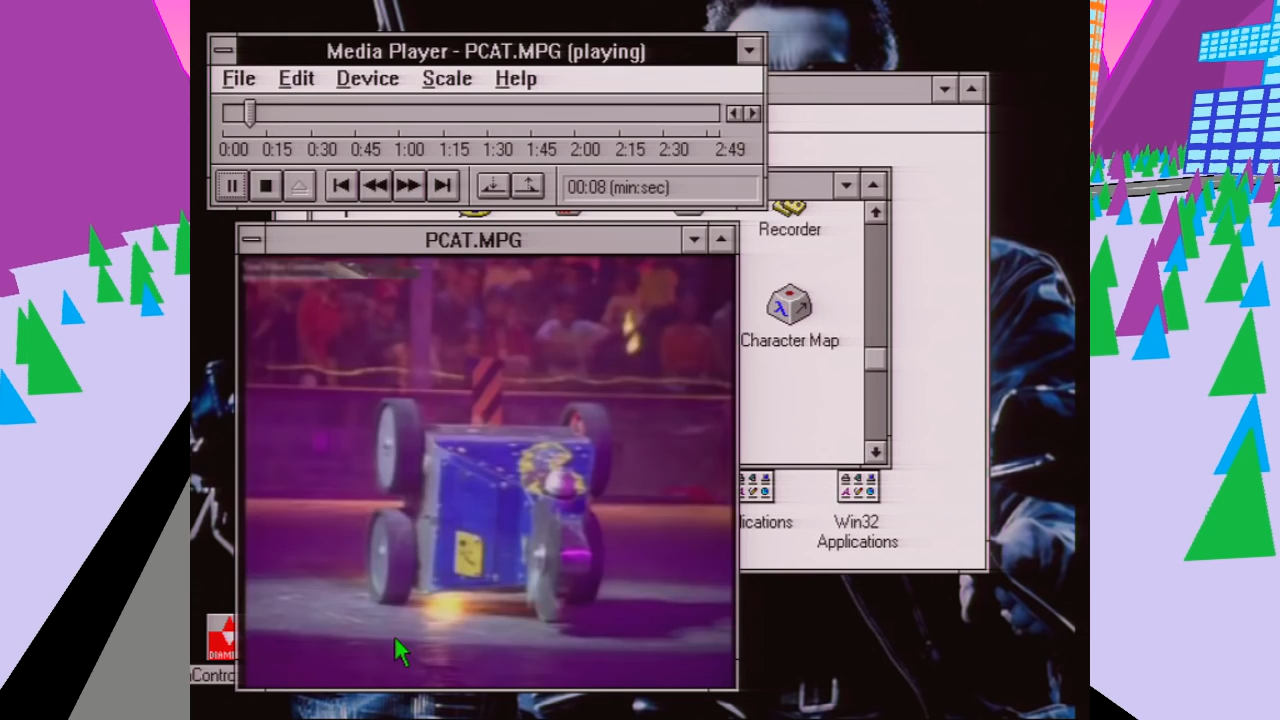 Media Player - PCAT.MPG (playing)
File Edit Device Scale Help
0:00 0:15 0:30 0:45 1:00 1:15 1:30 1:45 2:00 2:15 2:30 2:49
00:08 (min:sec)
Recorder
PCAT.MPG
Character Map
lications
Win32
Applications
DIAM
Contro